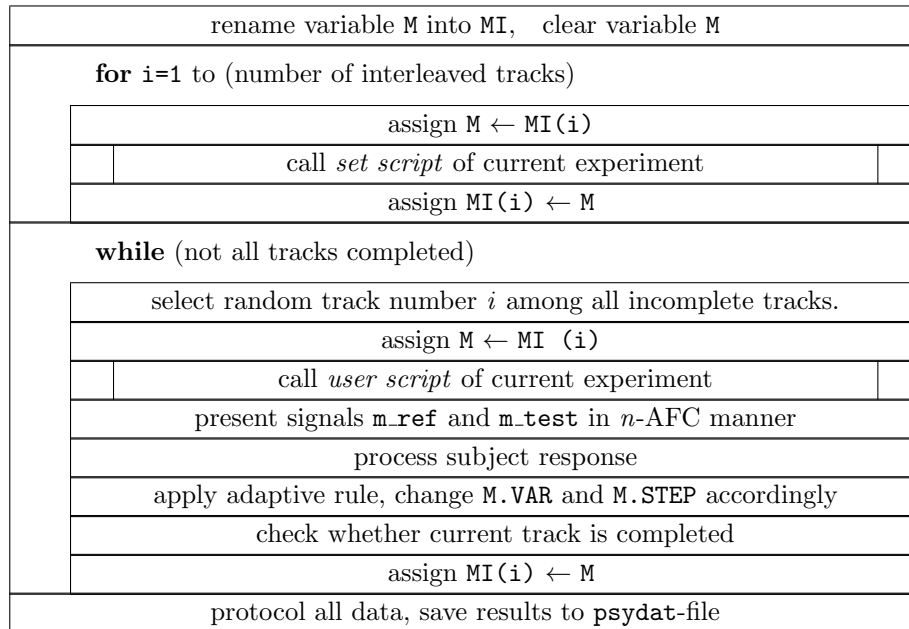 rename variable M into MI, clear variable M
for i=1 to (number of interleaved tracks)
assign M ← MI(i)
call set script of current experiment
assign MI(i) ← M
while (not all tracks completed)
select random track number i among all incomplete tracks.
assign M ← MI (i)
call user script of current experiment
present signals m_ref and m_test in n-AFC manner
process subject response
apply adaptive rule, change M.VAR and M.STEP accordingly
check whether current track is completed
assign MI(i) ← M
protocol all data, save results to psydat-file